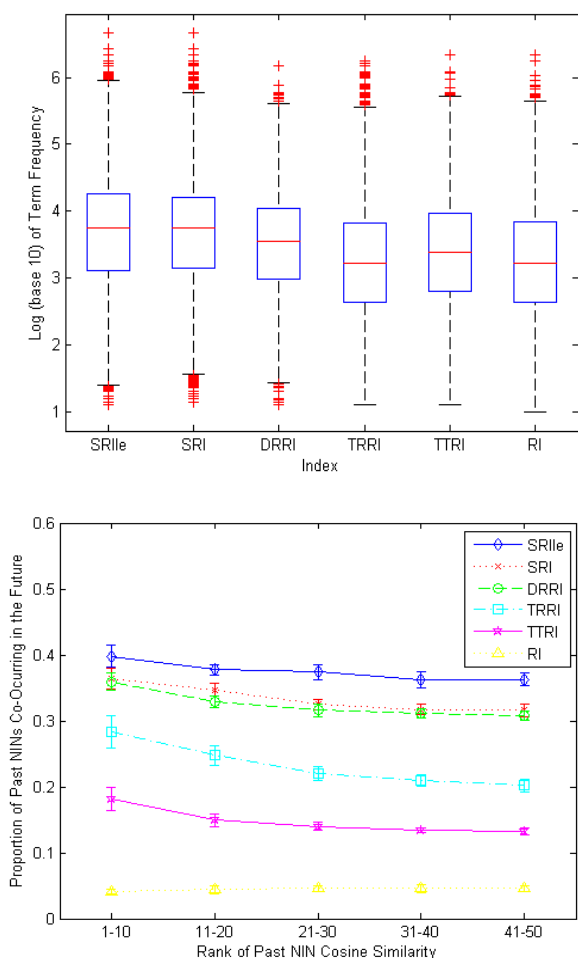 Log (base 10) of Term Frequency
6
5
4
3
2
1
SRIIe SRI DRRI TRRI TTRI RI
Index
Proportion of Past NINs Co-Ocurring in the Future
0.6
0.5
0.4
0.3
0.2
0.1
0
SRIIe
SRI
DRRI
TRRI
TTRI
RI
1-10 11-20 21-30 31-40 41-50
Rank of Past NIN Cosine Similarity